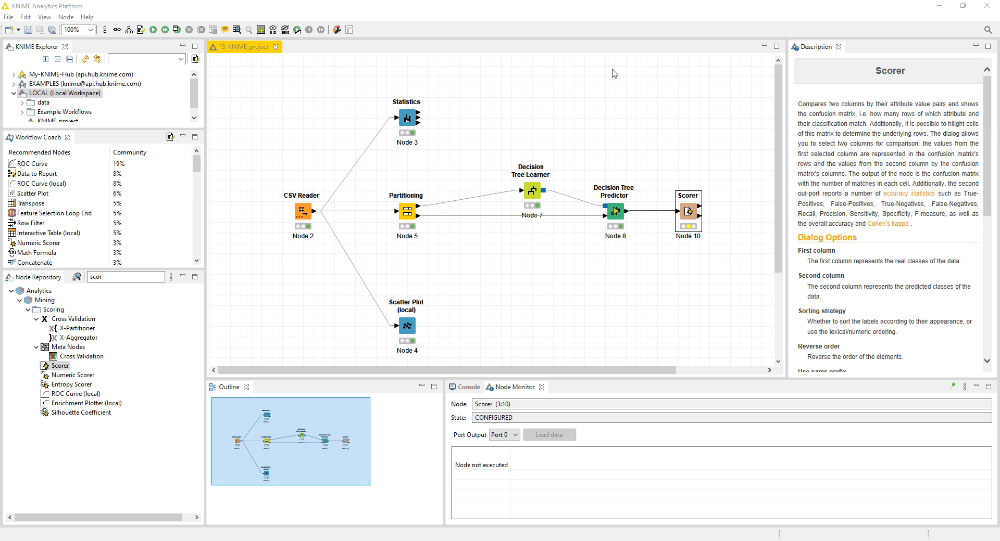 KNIME Analytics Platform
File Edit View Node Help
100%
KNIME Explorer
My-KNIME-Hub (api.hub.knime.com)
EXAMPLES (knime@api.hub.knime.com)
LOCAL (Local Workspace)
data
Example Workflows
KNIME_project
Workflow Coach
Recommended Nodes Community
ROC Curve 19%
Data to Report 8%
ROC Curve (local) 8%
Scatter Plot 6%
Transpose 5%
Feature Selection Loop End 5%
Row Filter 5%
Interactive Table (local) 5%
Numeric Scorer 3%
Math Formula 3%
Concatenate 3%
Node Repository
scor
Analytics
Mining
Scoring
Cross Validation
X-Partitioner
X-Aggregator
Meta Nodes
Cross Validation
Scorer
Numeric Scorer
Entropy Scorer
ROC Curve (local)
Enrichment Plotter (local)
Silhouette Coefficient
*3: KNIME_project
Statistics
Node 3
Decision
Tree Learner
Node 7
CSV Reader
Node 2
Partitioning
Node 5
Decision Tree
Predictor
Node 8
Scorer
Node 10
Scatter Plot
(local)
Node 4
Outline
Console
Node Monitor
Node: Scorer (3:10)
State: CONFIGURED
Port Output Port 0 Load data
Node not executed
Description
Scorer
Compares two columns by their attribute value pairs and shows
the confusion matrix, i.e. how many rows of which attribute and
their classification match. Additionally, it is possible to hilight cells
of this matrix to determine the underlying rows. The dialog allows
you to select two columns for comparison; the values from the
first selected column are represented in the confusion matrix's
rows and the values from the second column by the confusion
matrix's columns. The output of the node is the confusion matrix
with the number of matches in each cell. Additionally, the second
out-port reports a number of accuracy statistics such as True-
Positives, False-Positives, True-Negatives, False-Negatives,
Recall, Precision, Sensitivity, Specificity, F-measure, as well as
the overall accuracy and Cohen's kappa .
Dialog Options
First column
The first column represents the real classes of the data.
Second column
The second column represents the predicted classes of the
data.
Sorting strategy
Whether to sort the labels according to their appearance, or
use the lexical/numeric ordering.
Reverse order
Reverse the order of the elements.
Use name prefix